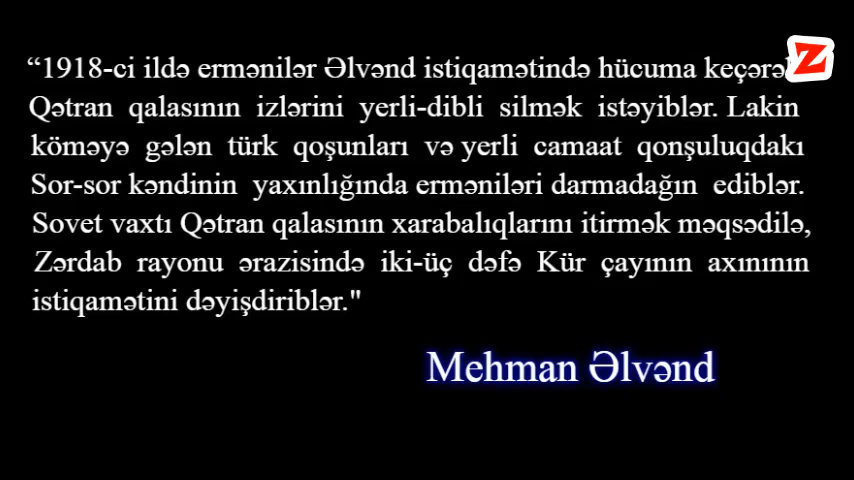 “1918-ci ildə ermənilər Əlvənd istiqamətində hücuma
Qətran qalasının izlərini yerli-dibli silmək istəyiblər. Lakin
köməyə gələn türk qoşunları və yerli camaat qonşuluqdakı
Sor-sor kəndinin yaxınlığında erməniləri darmadağın ediblər.
Sovet vaxtı Qətran qalasının xarabalıqlarını itirmək məqsədilə,
Zərdab rayonu ərazisində iki-üç dəfə Kür çayının axınının
istiqamətini dəyişdiriblər."
Mehman Əlvənd
Z